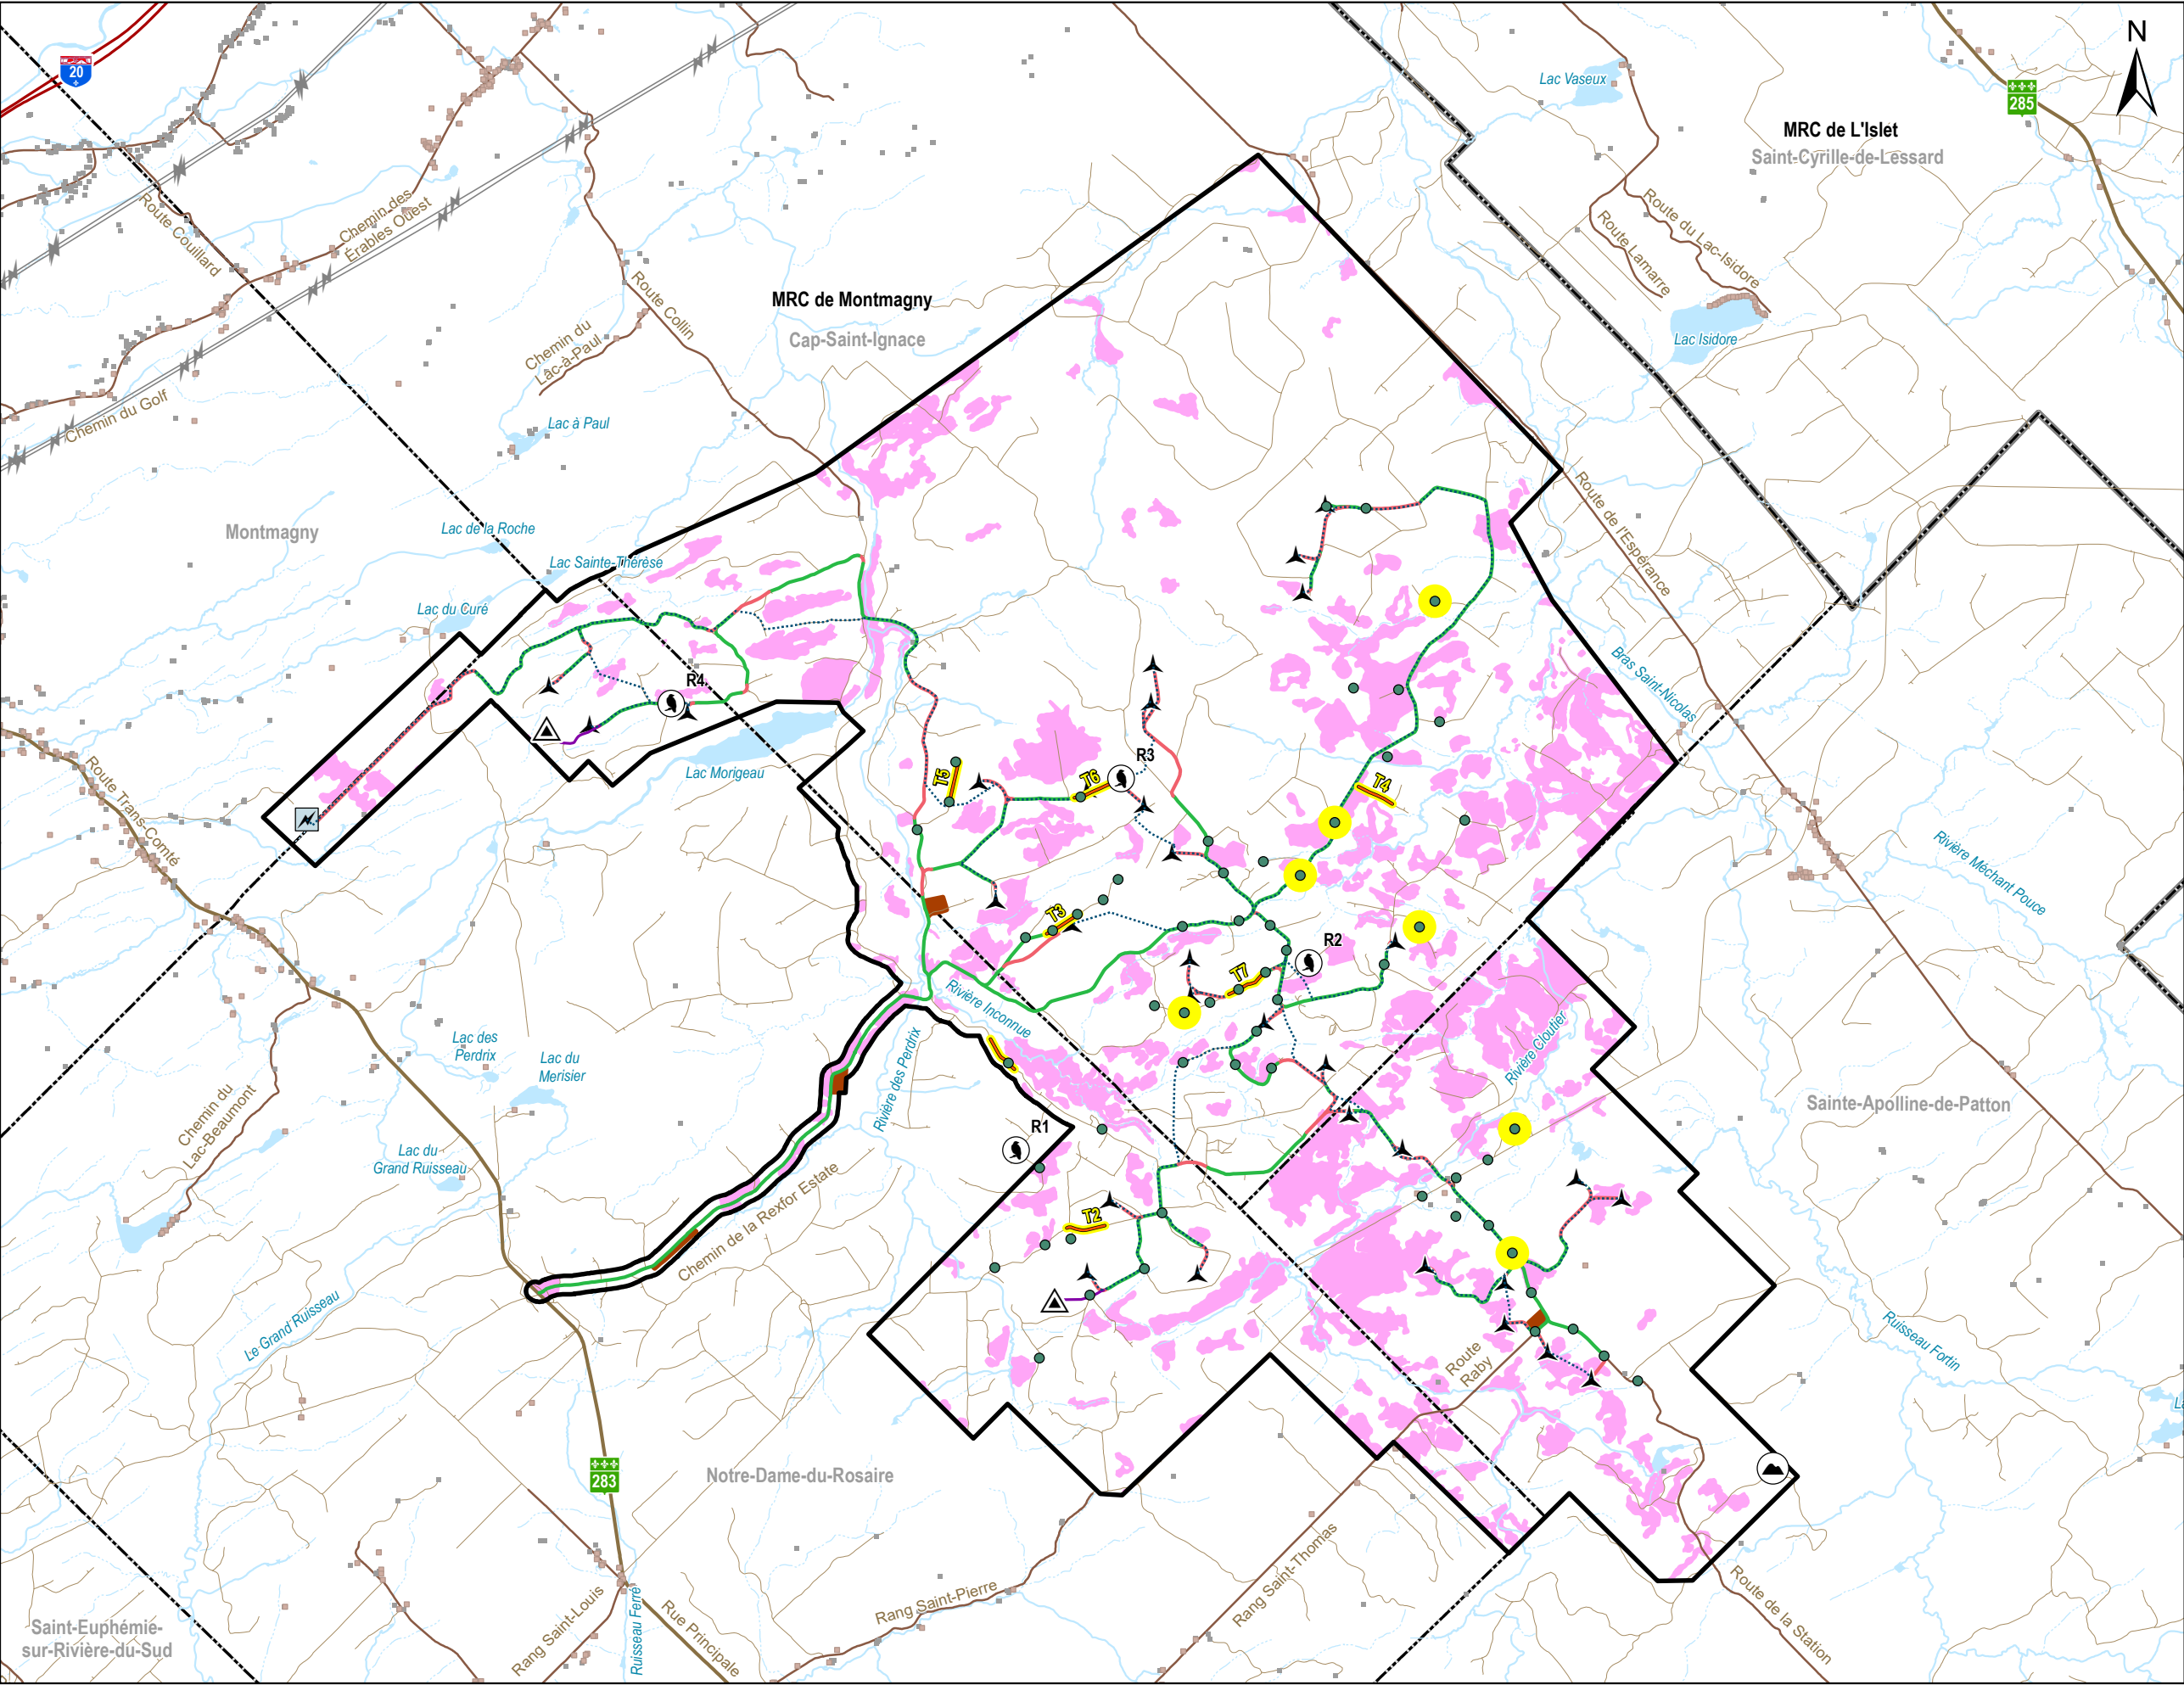 N
20
285
Lac Vaseux
MRC de L'Islet
Saint-Cyrille-de-Lessard
Route Couillard
Chemin des
Érables Ouest
Route du Lac-Isidore
Route Lamarre
Route Collin
MRC de Montmagny
Cap-Saint-Ignace
Chemin du
Lac-à-Paul
Lac Isidore
Chemin du Golf
Lac à Paul
Montmagny
Lac de la Roche
Route de l'Espérance
Lac Sainte-Thérèse
Lac du Curé
Bras Saint-Nicolas
R4
Lac Morigeau
R3
T5
T6
T4
Route Trans-Comté
Rivière Méchant Pouce
T3
R2
T7
Rivière Inconnue
Rivière Cloutier
Lac des
Perdrix
Lac du
Merisier
Rivière des Perdrix
Chemin du
Lac-Beaumont
Sainte-Apolline-de-Patton
R1
Lac du
Grand Ruisseau
T2
Chemin de la Rexfor Estate
Le Grand Ruisseau
Ruisseau Fortin
Route
Raby
283
Notre-Dame-du-Rosaire
Rang Saint-Thomas
Rang Saint-Pierre
Route de la Station
Saint-Euphémie-
sur-Rivière-du-Sud
Rang Saint-Louis
Ruisseau Ferré
Rue Principale